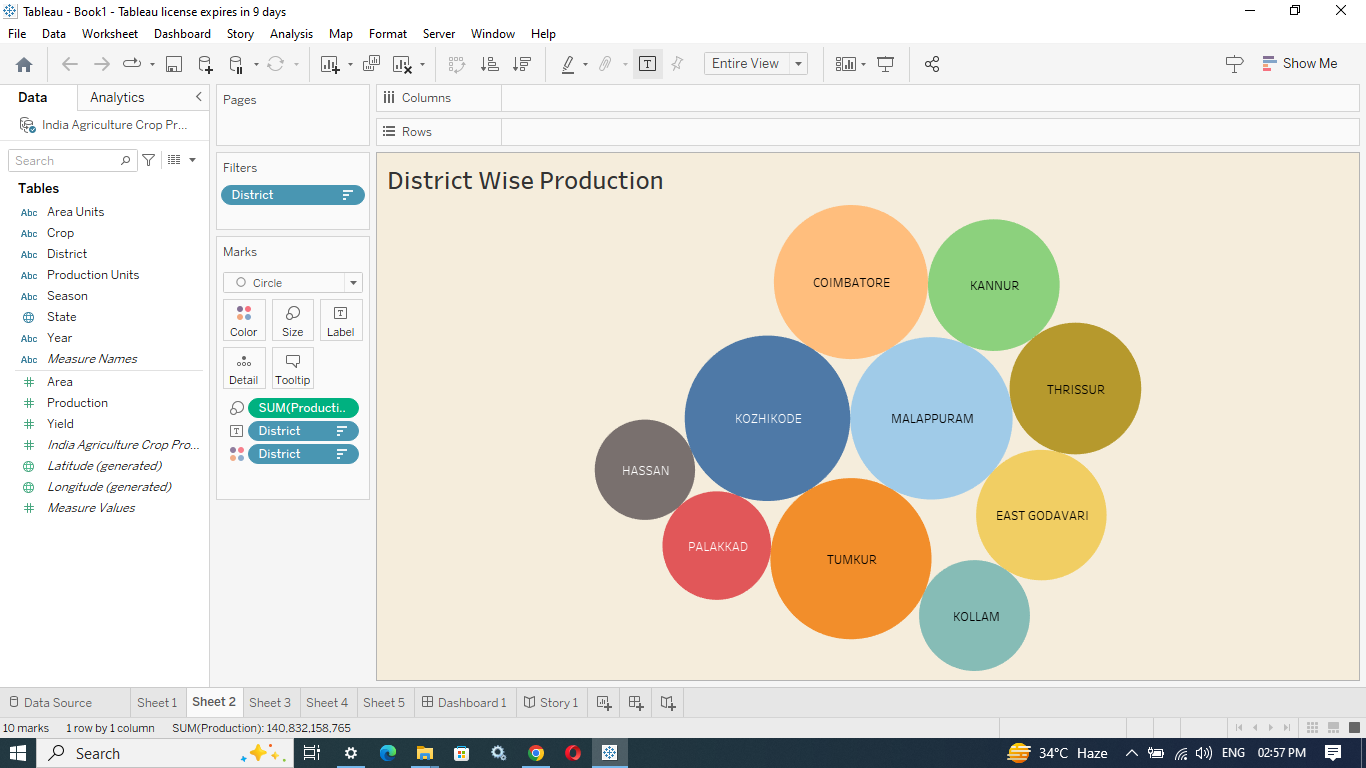 Tableau - Book1 - Tableau license expires in 9 days
File Data Worksheet Dashboard Story Analysis Map Format Server Window Help
Entire View
Show Me
Data Analytics
India Agriculture Crop Pr...
Search
Tables
Abc Area Units
Abc Crop
Abc District
Abc Production Units
Abc Season
State
Abc Year
Abc Measure Names
# Area
# Production
# Yield
# India Agriculture Crop Pro...
Latitude (generated)
Longitude (generated)
# Measure Values
Pages
Filters
District
Marks
Circle
Color Size T Label
Detail Tooltip
SUM(Producti..
T District
District
Columns
Rows
District Wise Production
COIMBATORE
KANNUR
THRISSUR
KOZHIKODE
MALAPPURAM
HASSAN
EAST GODAVARI
PALAKKAD
TUMKUR
KOLLAM
Data Source Sheet 1 Sheet 2 Sheet 3 Sheet 4 Sheet 5 Dashboard 1 Story 1
10 marks 1 row by 1 column SUM(Production): 140,832,158,765
Search 34°C Haze ENG 02:57 PM